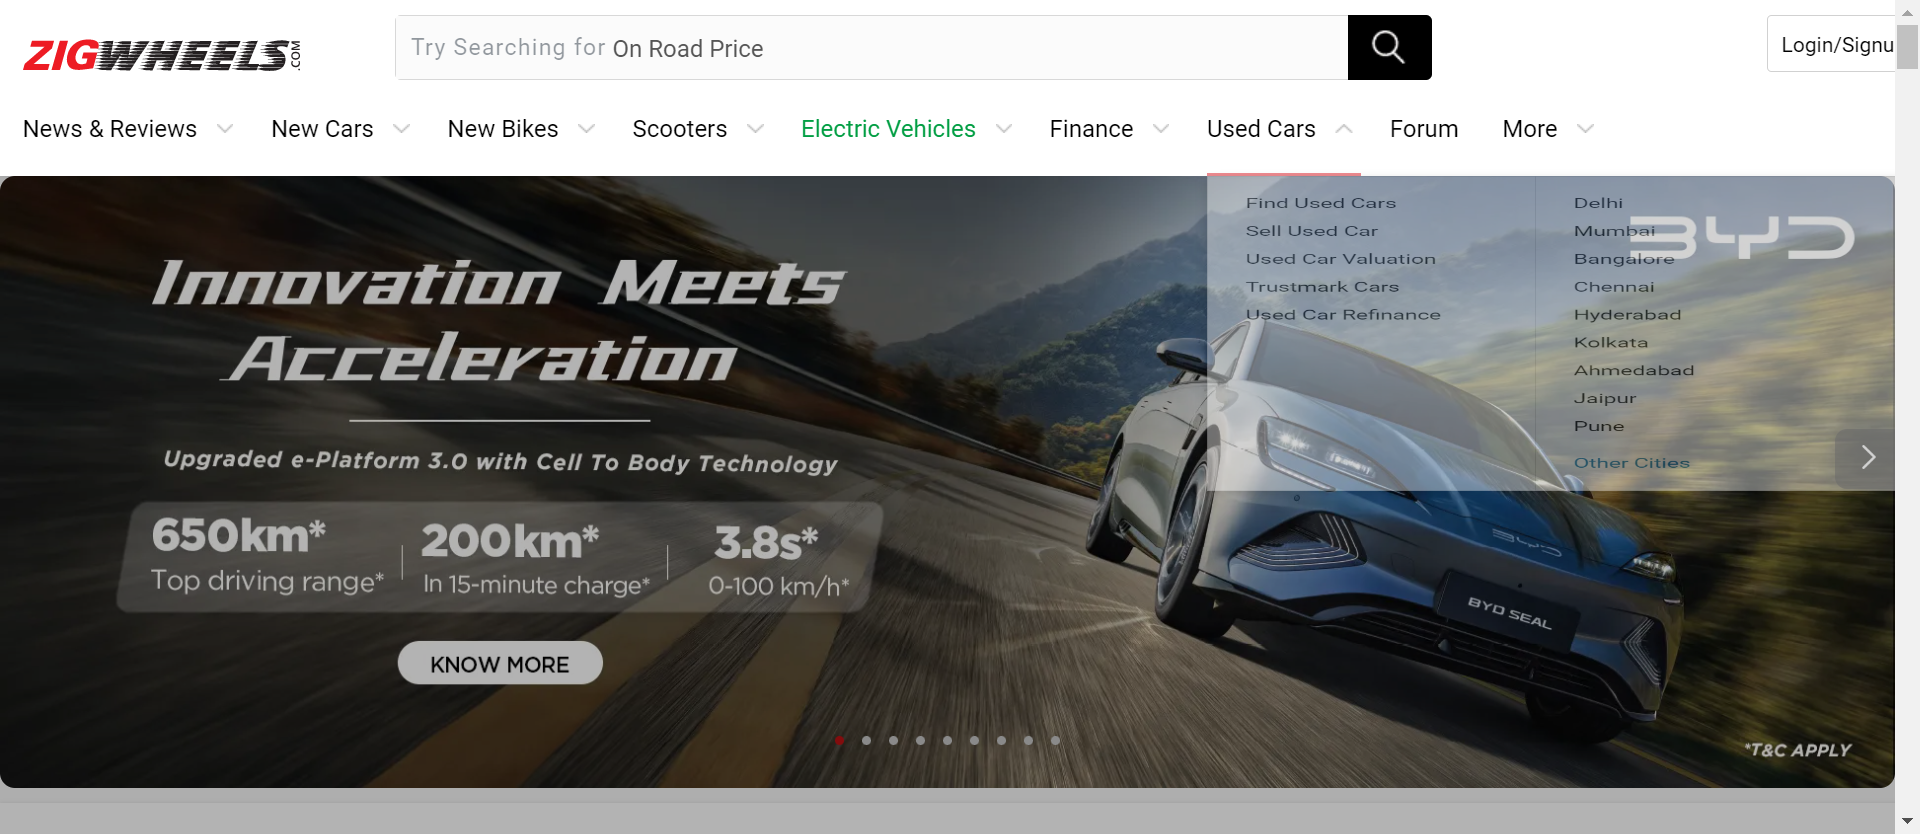 ZIGWHEELS.COM
Try Searching for On Road Price
Login/Signu
News & Reviews New Cars New Bikes Scooters Electric Vehicles Finance Used Cars Forum More
Find Used Cars
Sell Used Car
Used Car Valuation
Trustmark Cars
Used Car Refinance
Delhi
Mumbai
Bangalore
Chennai
Hyderabad
Kolkata
Ahmedabad
Jaipur
Pune
Other Cities
BYD
Innovation Meets
Acceleration
Upgraded e-Platform 3.0 with Cell To Body Technology
650km* 200km* 3.8s*
Top driving range* In 15-minute charge* 0-100 km/h*
KNOW MORE
BYD
BYD SEAL
*T&C APPLY